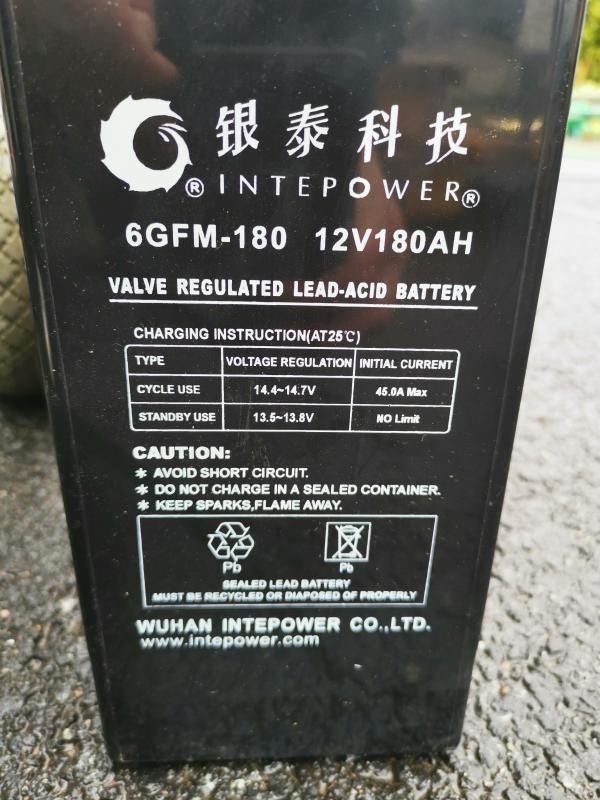 银泰科技
® INTEPOWER®
6GFM-180 12V180AH
VALVE REGULATED LEAD-ACID BATTERY
CHARGING INSTRUCTION(AT25℃)
TYPE VOLTAGE REGULATION INITIAL CURRENT
CYCLE USE 14.4~14.7V 45.0A Max
STANDBY USE 13.5~13.8V NO Limit
CAUTION:
* AVOID SHORT CIRCUIT.
* DO NOT CHARGE IN A SEALED CONTAINER.
* KEEP SPARKS,FLAME AWAY.
Pb Pb
SEALED LEAD BATTERY
MUST BE RECYCLED OR DIAPOSED OF PROPERLY
WUHAN INTEPOWER CO.,LTD.
www.intepower.com